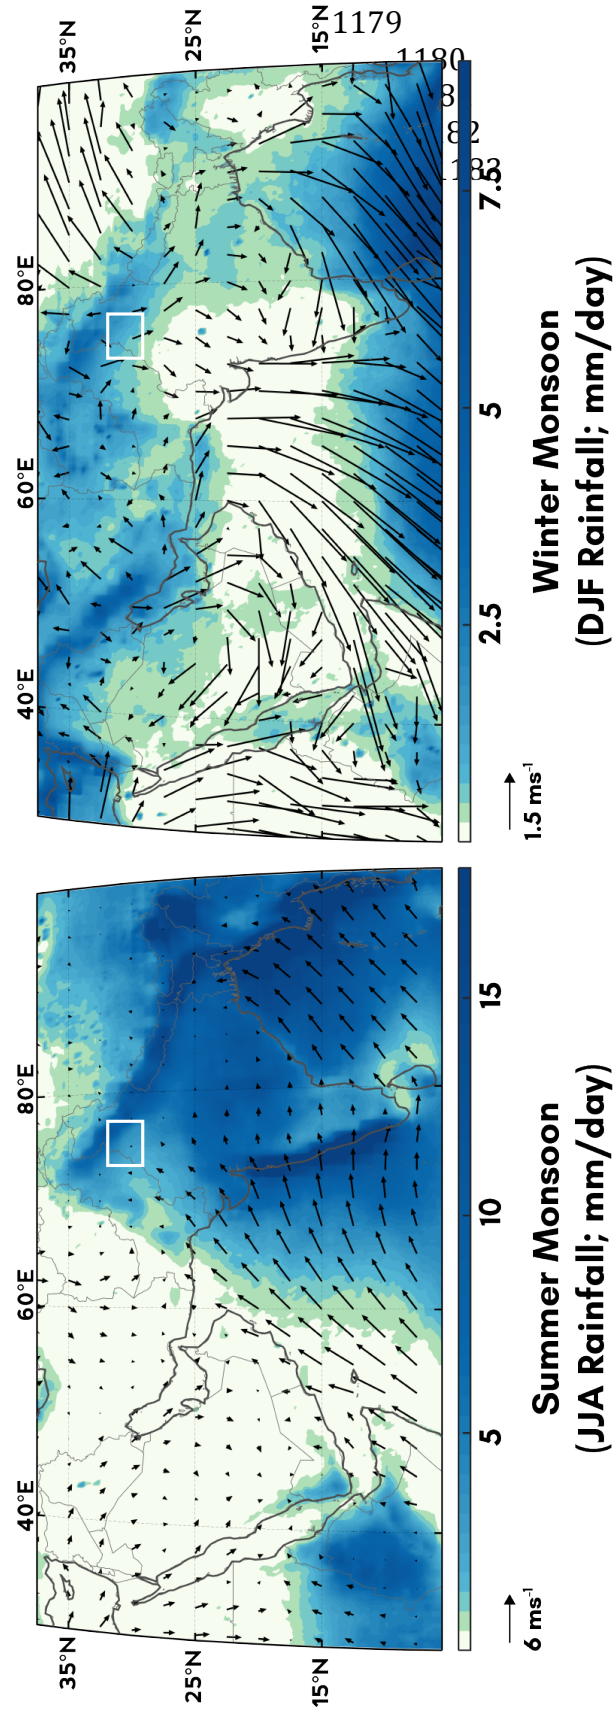 40°E 60°E 80°E
35°N
25°N
15°N
5 10 15
6 ms⁻¹
Summer Monsoon
(JJA Rainfall; mm/day)
40°E 60°E 80°E
35°N
25°N
15°N
2.5 5 7.5
1.5 ms⁻¹
Winter Monsoon
(DJF Rainfall; mm/day)
1179
1180
8
82